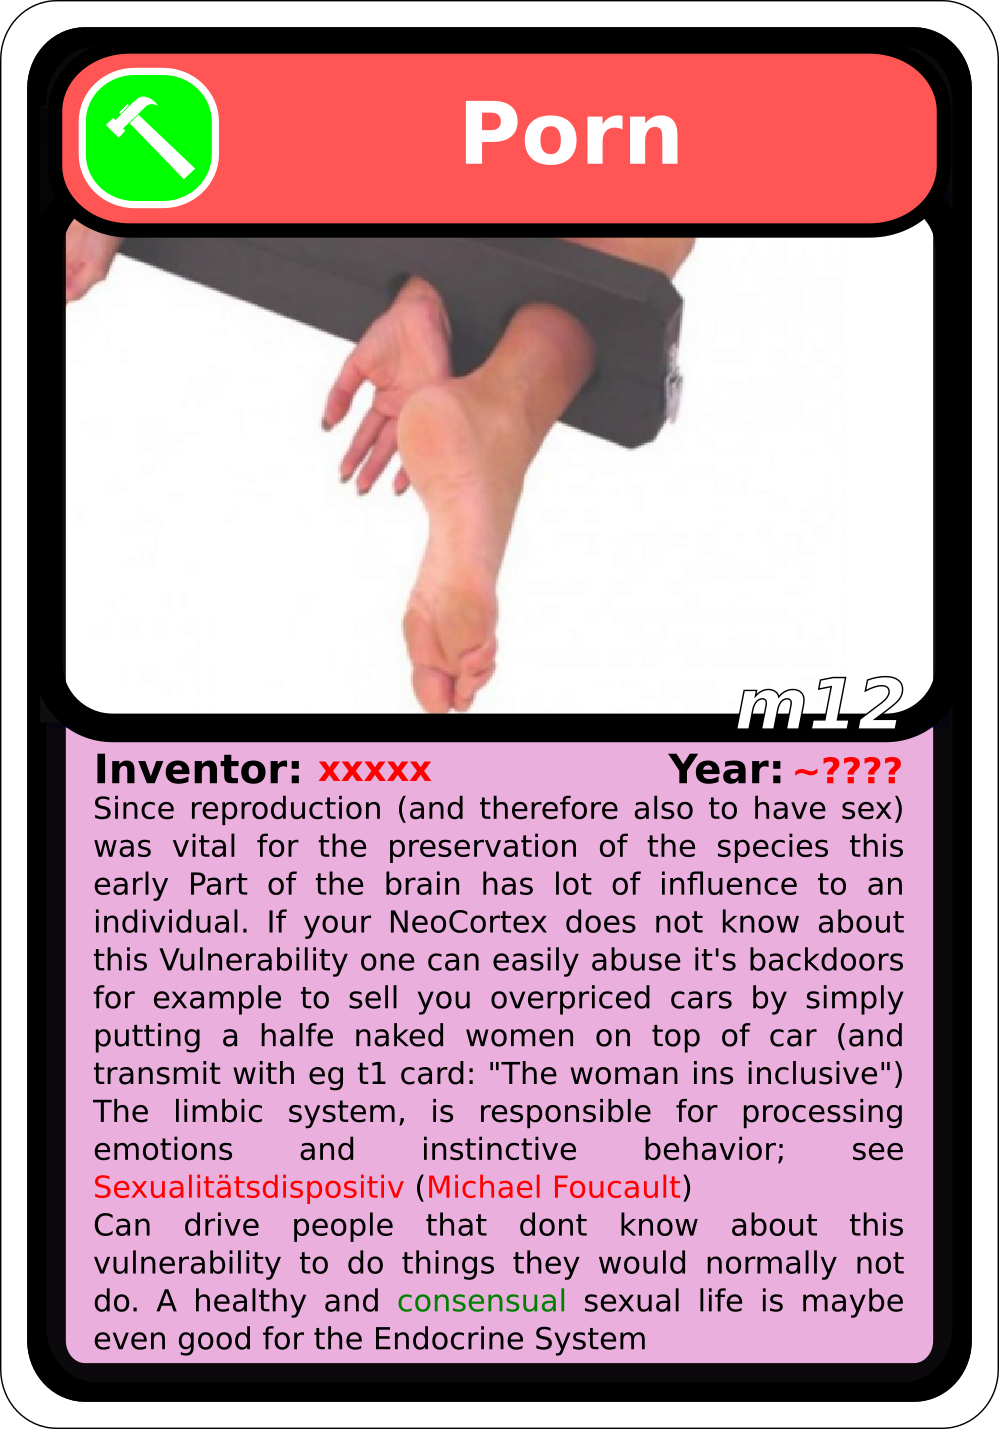 Porn
m12
Inventor: xxxxx Year: ~????
Since reproduction (and therefore also to have sex)
was vital for the preservation of the species this
early Part of the brain has lot of influence to an
individual. If your NeoCortex does not know about
this Vulnerability one can easily abuse it's backdoors
for example to sell you overpriced cars by simply
putting a halfe naked women on top of car (and
transmit with eg t1 card: "The woman ins inclusive")
The limbic system, is responsible for processing
emotions and instinctive behavior; see
Sexualitätsdispositiv (Michael Foucault)
Can drive people that dont know about this
vulnerability to do things they would normally not
do. A healthy and consensual sexual life is maybe
even good for the Endocrine System